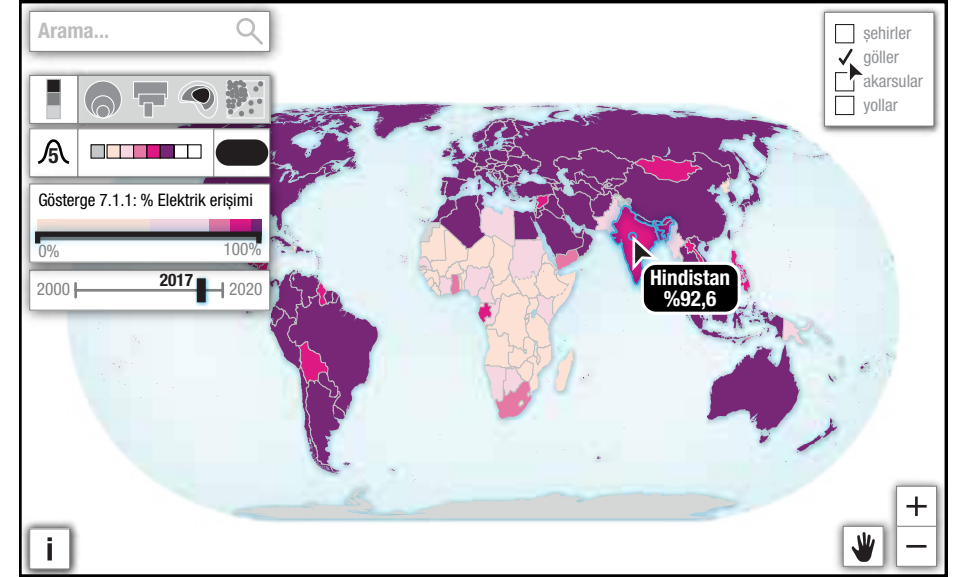 Arama...
şehirler
göller
akarsular
yollar
5
Gösterge 7.1.1: % Elektrik erişimi
0%
100%
2000
2017
2020
Hindistan
%92,6
i
+
−